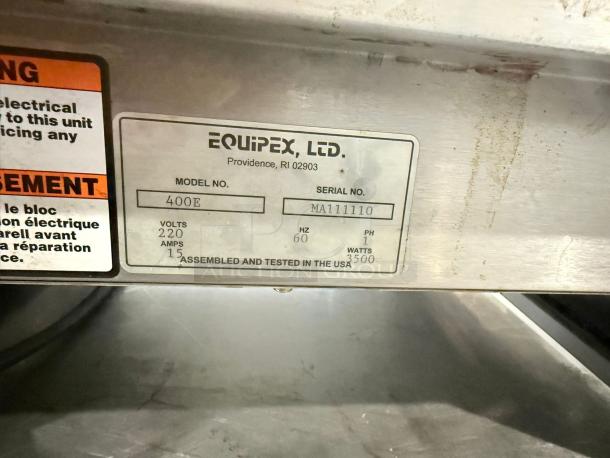 NG
electrical
to this unit
icing any
SEMENT
le bloc
on électrique
arell avant
a réparation
ce.
EQUIPEX, LTD.
Providence, RI 02903
MODEL NO.
SERIAL NO.
400E
MA111110
VOLTS
HZ
PH
220
60
1
AMPS
WATTS
15
3500
ASSEMBLED AND TESTED IN THE USA
AUCTION GROUP